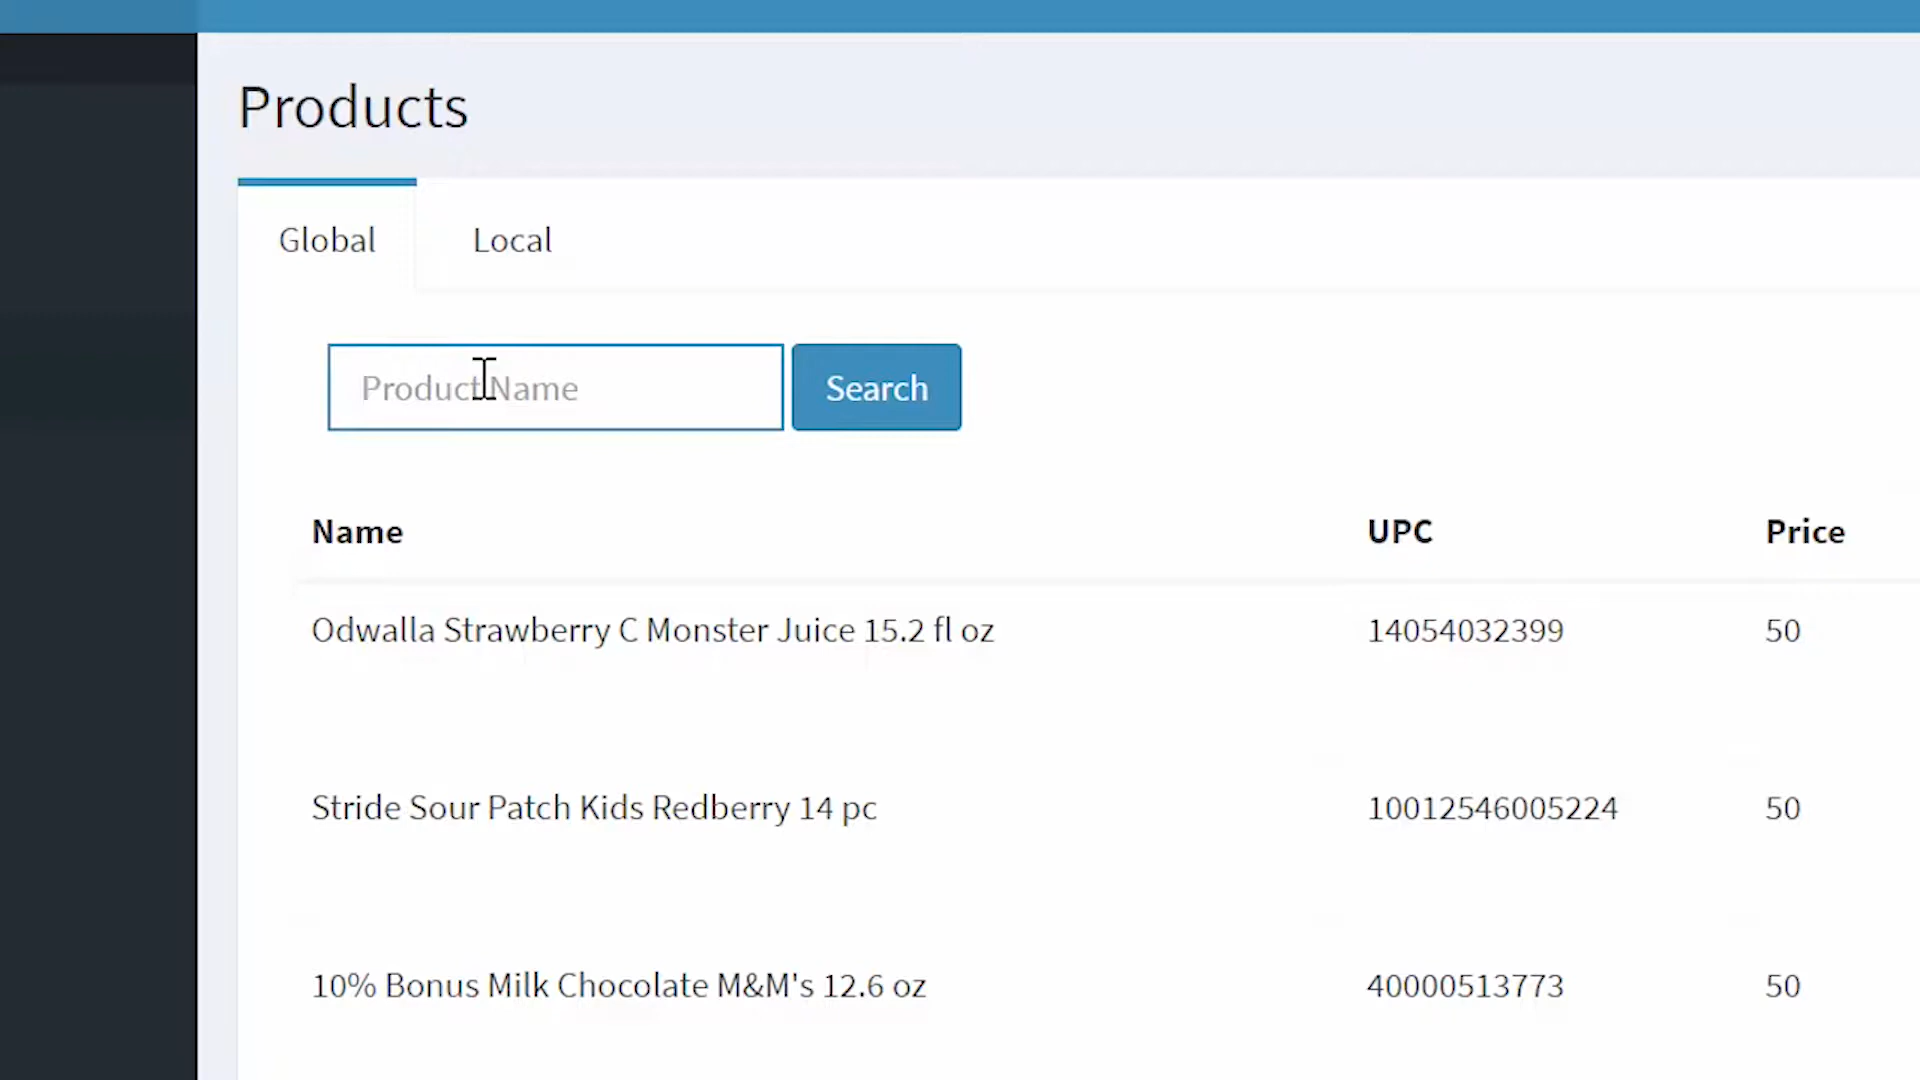 Products
Global Local
Product Name Search
Name UPC Price
Odwalla Strawberry C Monster Juice 15.2 fl oz 14054032399 50
Stride Sour Patch Kids Redberry 14 pc 10012546005224 50
10% Bonus Milk Chocolate M&M's 12.6 oz 40000513773 50